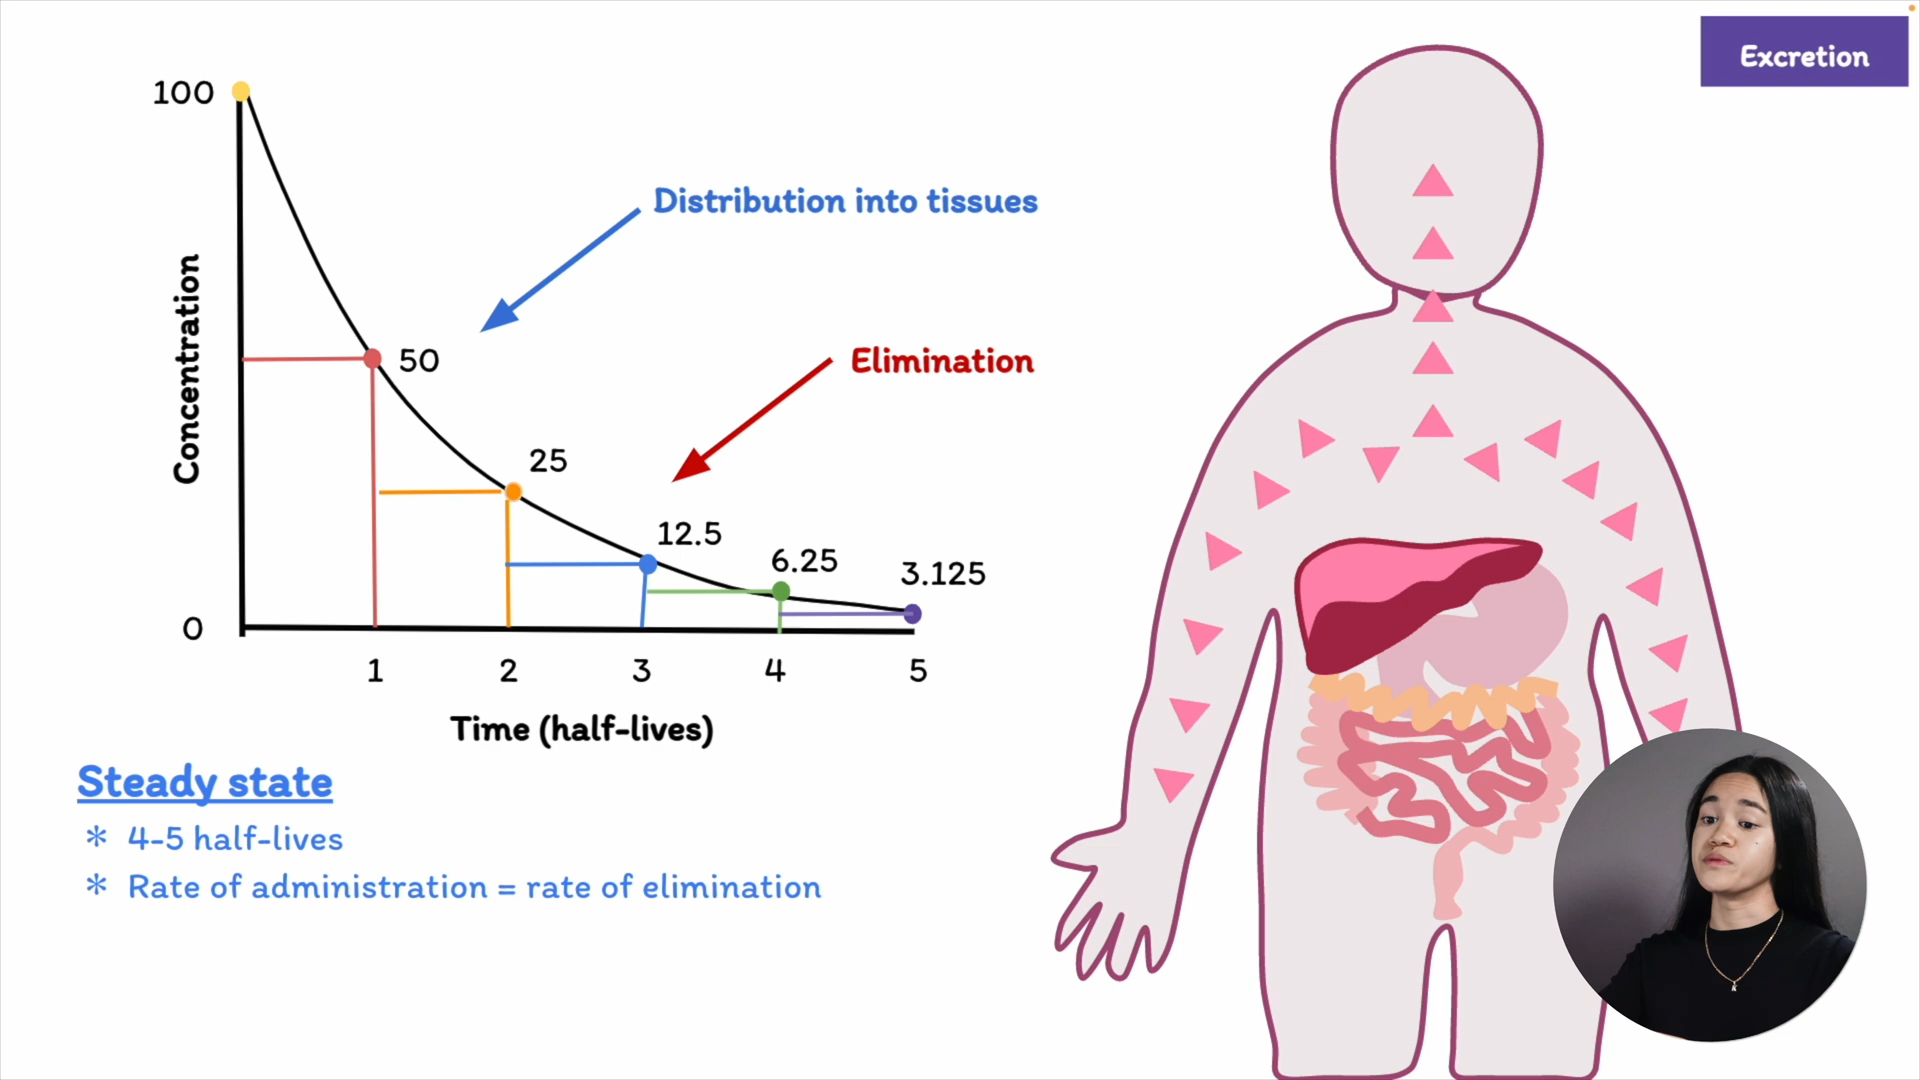 Excretion
100
Distribution into tissues
Concentration
50
Elimination
25
12.5
6.25
3.125
0
1
2
3
4
5
Time (half-lives)
Steady state
* 4-5 half-lives
* Rate of administration = rate of elimination